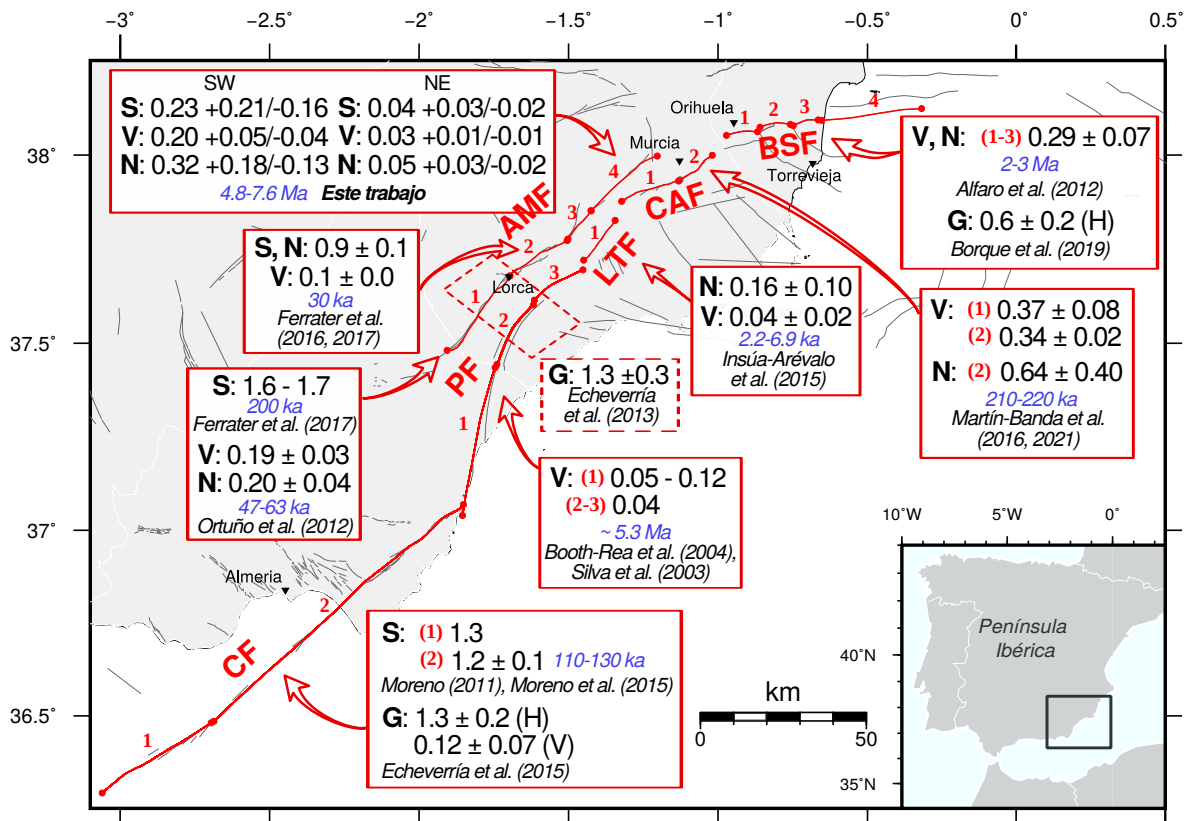 −3° −2.5° −2° −1.5° −1° −0.5° 0° 0.5°
38°
37.5°
37°
36.5°
SW NE
S: 0.23 +0.21/-0.16 S: 0.04 +0.03/-0.02
V: 0.20 +0.05/-0.04 V: 0.03 +0.01/-0.01
N: 0.32 +0.18/-0.13 N: 0.05 +0.03/-0.02
4.8-7.6 Ma Este trabajo
Orihuela
Murcia
Torrevieja
Lorca
Almeria
1 2 3 4
BSF
1 2
CAF
1 2 3 4
AMF
1
LTF
1 2 3
PF
1 2
CF
V, N: (1-3) 0.29 ± 0.07
2-3 Ma
Alfaro et al. (2012)
G: 0.6 ± 0.2 (H)
Borque et al. (2019)
S, N: 0.9 ± 0.1
V: 0.1 ± 0.0
30 ka
Ferrater et al.
(2016, 2017)
N: 0.16 ± 0.10
V: 0.04 ± 0.02
2.2-6.9 ka
Insúa-Arévalo
et al. (2015)
V: (1) 0.37 ± 0.08
(2) 0.34 ± 0.02
N: (2) 0.64 ± 0.40
210-220 ka
Martín-Banda et al.
(2016, 2021)
S: 1.6 - 1.7
200 ka
Ferrater et al. (2017)
V: 0.19 ± 0.03
N: 0.20 ± 0.04
47-63 ka
Ortuño et al. (2012)
G: 1.3 ±0.3
Echeverría
et al. (2013)
V: (1) 0.05 - 0.12
(2-3) 0.04
~ 5.3 Ma
Booth-Rea et al. (2004),
Silva et al. (2003)
S: (1) 1.3
(2) 1.2 ± 0.1 110-130 ka
Moreno (2011), Moreno et al. (2015)
G: 1.3 ± 0.2 (H)
0.12 ± 0.07 (V)
Echeverría et al. (2015)
km
0 50
10°W 5°W 0°
Península
Ibérica
40°N
35°N